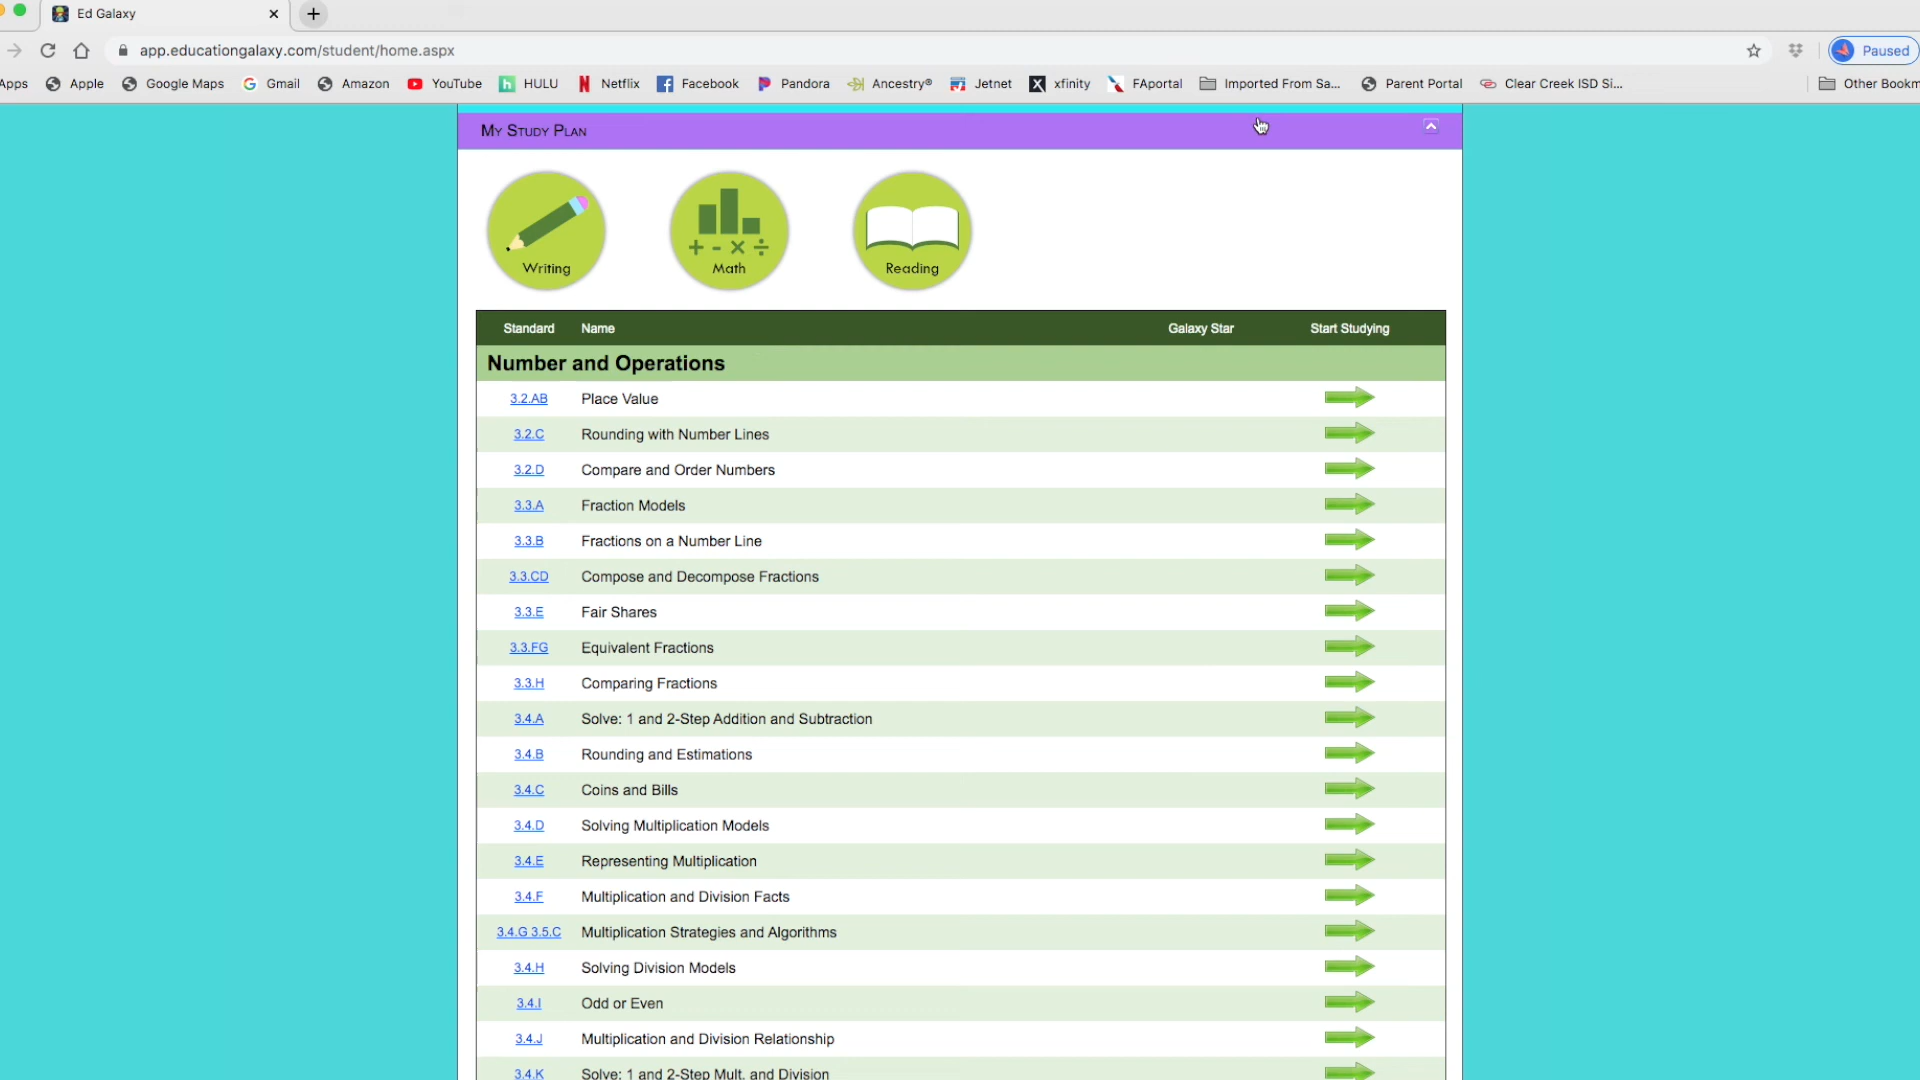 Ed Galaxy
app.educationgalaxy.com/student/home.aspx
Paused
Apps Apple Google Maps Gmail Amazon YouTube HULU Netflix Facebook Pandora Ancestry® Jetnet xfinity FAportal Imported From Sa... Parent Portal Clear Creek ISD Si... Other Bookm
My Study Plan
Writing Math Reading
Standard Name Galaxy Star Start Studying
Number and Operations
3.2.AB Place Value
3.2.C Rounding with Number Lines
3.2.D Compare and Order Numbers
3.3.A Fraction Models
3.3.B Fractions on a Number Line
3.3.CD Compose and Decompose Fractions
3.3.E Fair Shares
3.3.FG Equivalent Fractions
3.3.H Comparing Fractions
3.4.A Solve: 1 and 2-Step Addition and Subtraction
3.4.B Rounding and Estimations
3.4.C Coins and Bills
3.4.D Solving Multiplication Models
3.4.E Representing Multiplication
3.4.F Multiplication and Division Facts
3.4.G 3.5.C Multiplication Strategies and Algorithms
3.4.H Solving Division Models
3.4.I Odd or Even
3.4.J Multiplication and Division Relationship
3.4.K Solve: 1 and 2-Step Mult. and Division